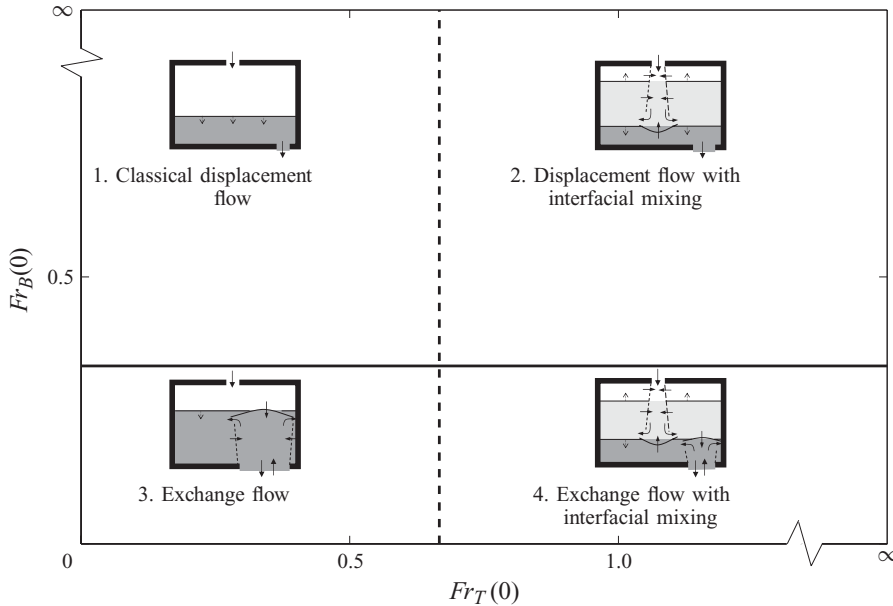 ∞
1. Classical displacement
flow
2. Displacement flow with
interfacial mixing
Fr_B(0)
0.5
3. Exchange flow
4. Exchange flow with
interfacial mixing
0
0.5
1.0
∞
Fr_T(0)